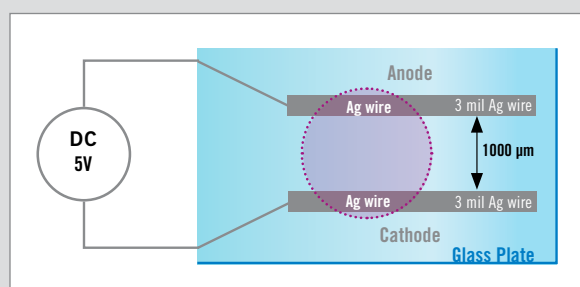 Anode
Ag wire 3 mil Ag wire
DC
5V
1000 µm
Ag wire 3 mil Ag wire
Cathode
Glass Plate